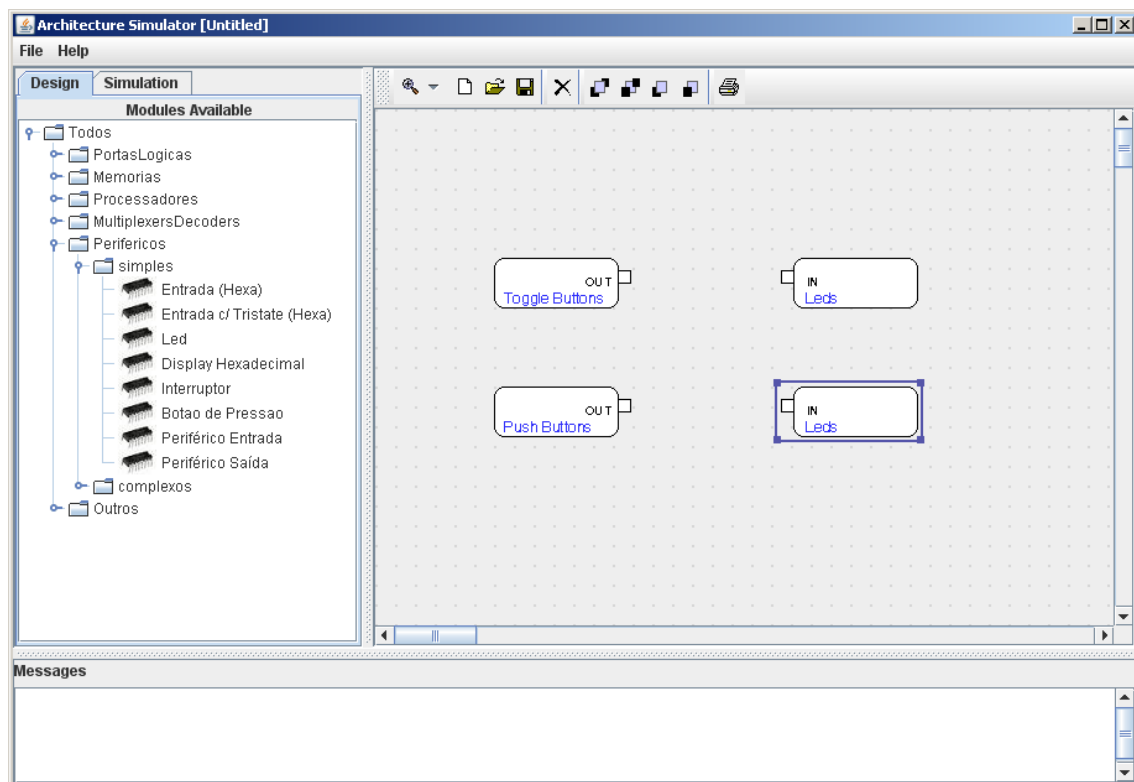 Architecture Simulator [Untitled]
File Help
Design Simulation
Modules Available
Todos
PortasLogicas
Memorias
Processadores
MultiplexersDecoders
Perifericos
simples
Entrada (Hexa)
Entrada c/ Tristate (Hexa)
Led
Display Hexadecimal
Interruptor
Botao de Pressao
Periférico Entrada
Periférico Saída
complexos
Outros
OUT
Toggle Buttons
IN
Leds
OUT
Push Buttons
IN
Leds
Messages